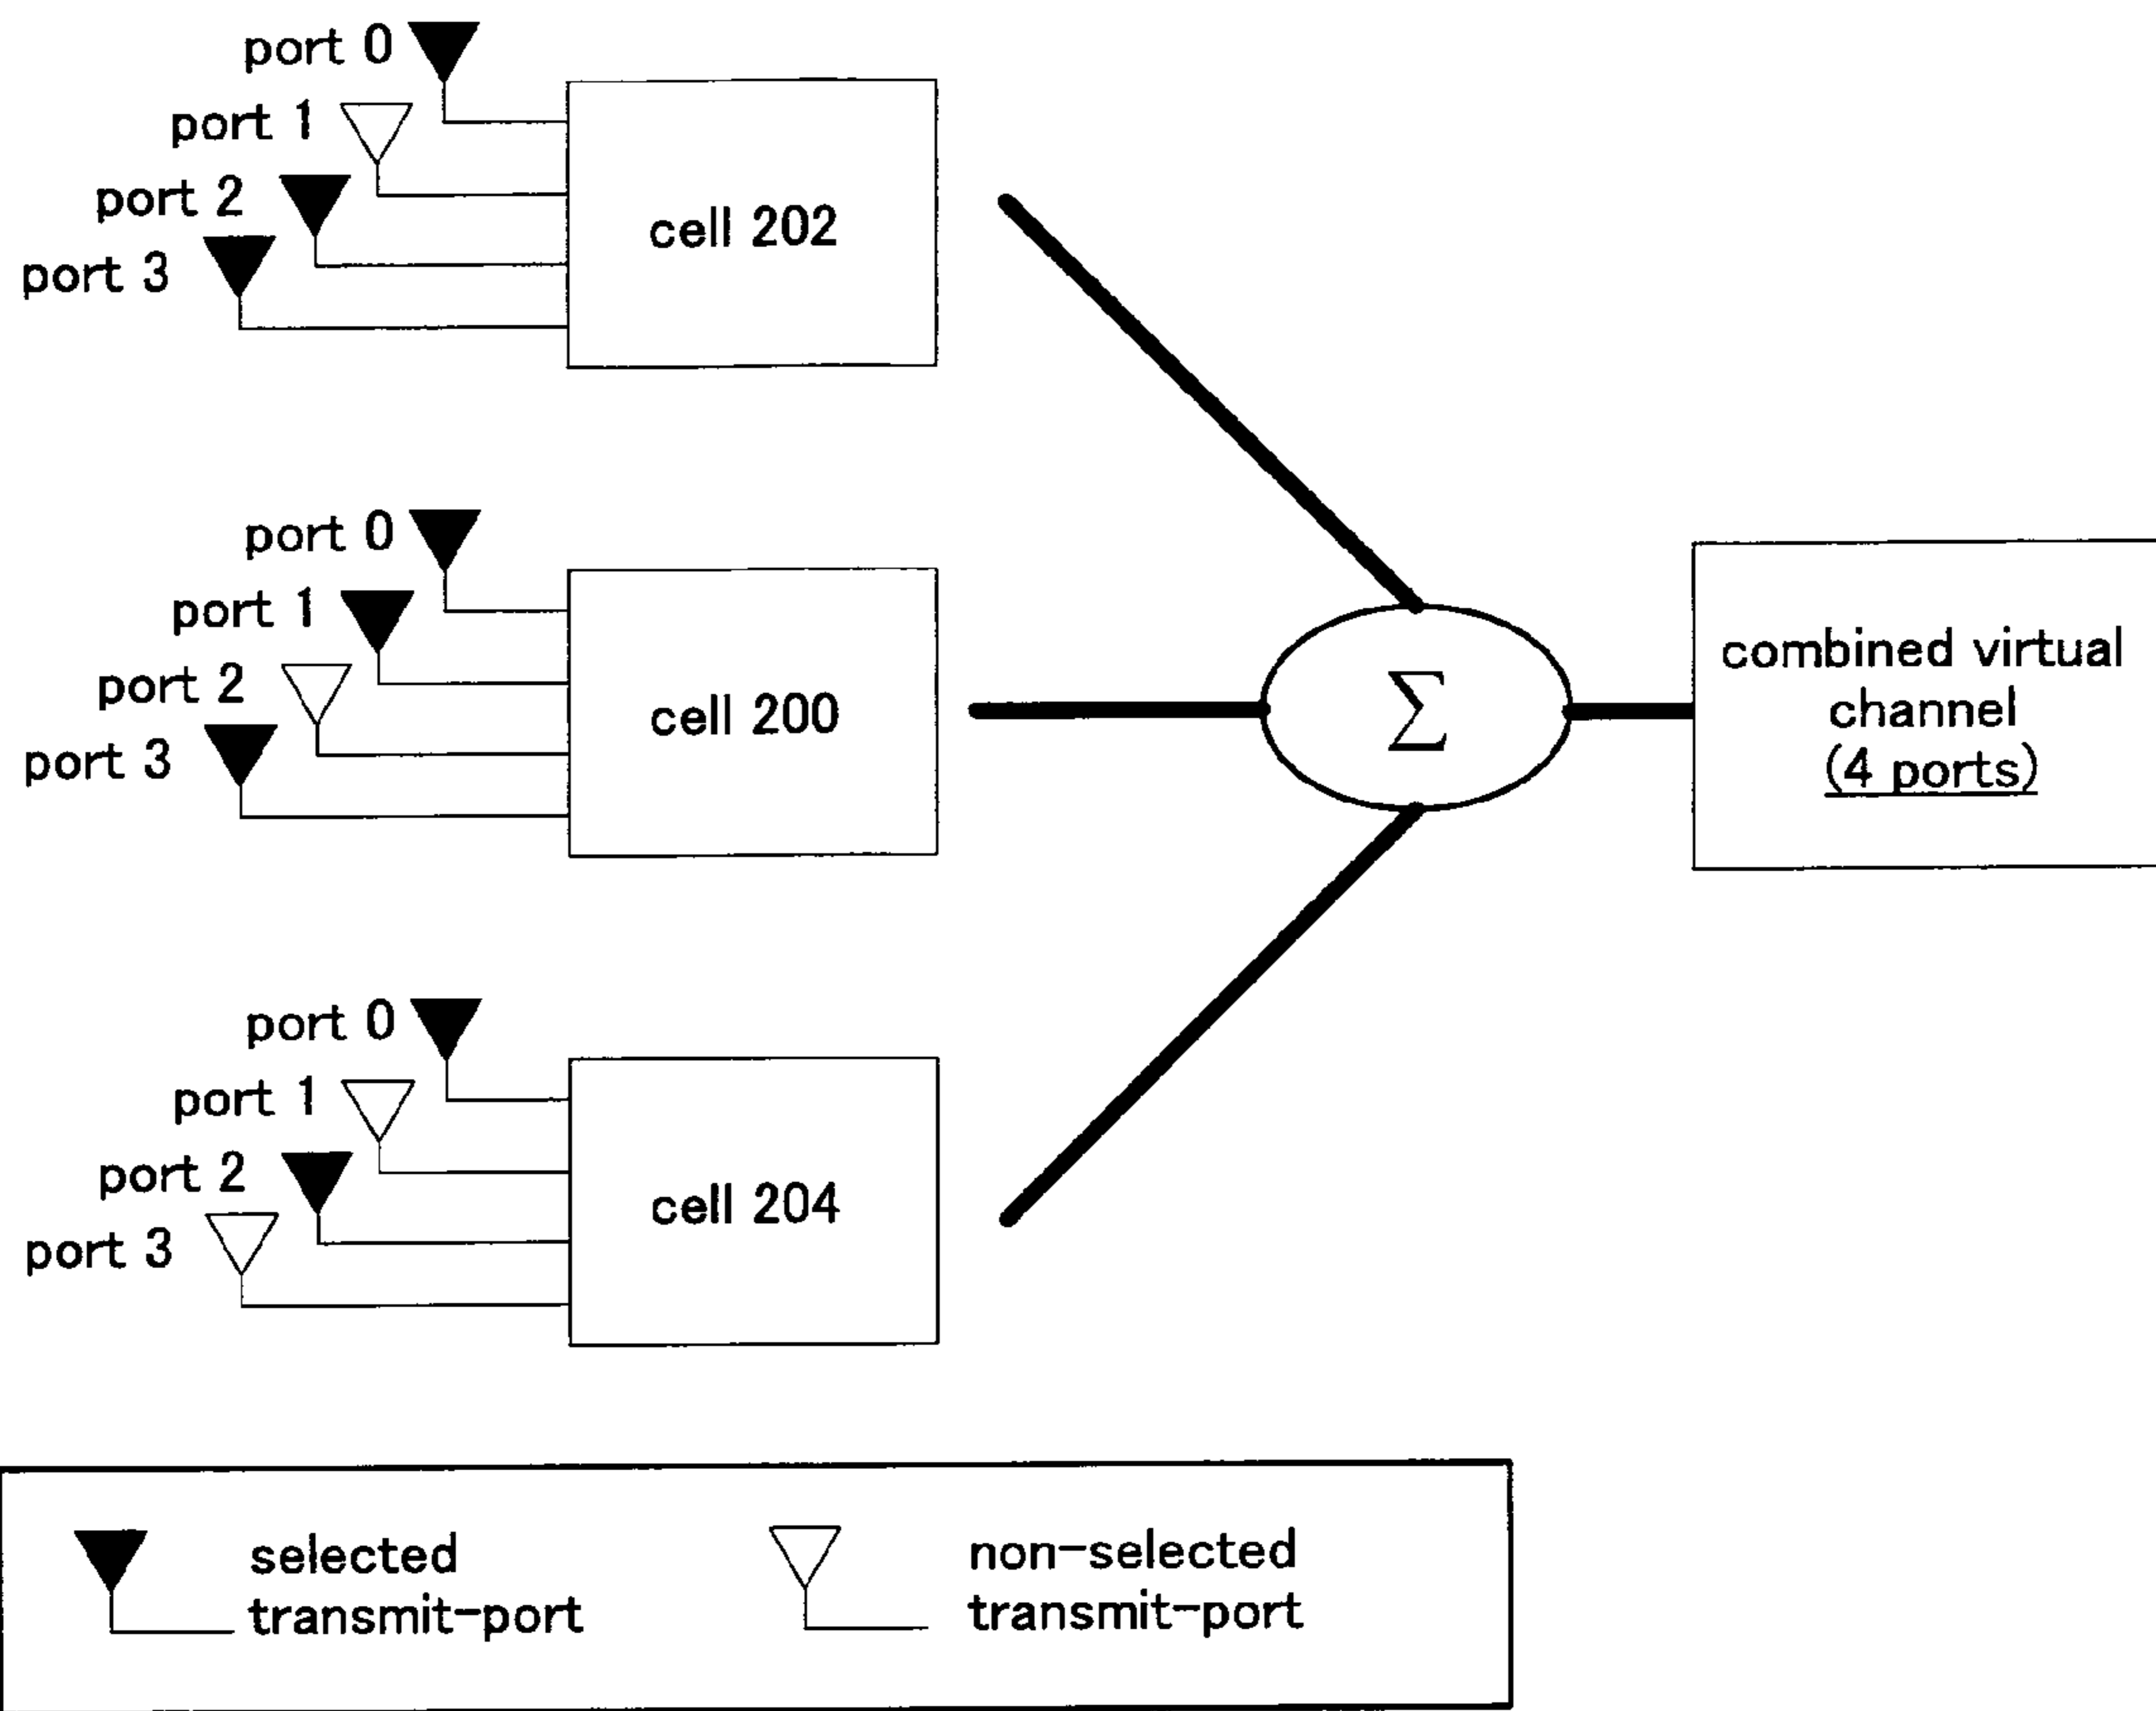 port 0
port 1
port 2
port 3
cell 202
port 0
port 1
port 2
port 3
cell 200
Σ
combined virtual
channel
(4 ports)
port 0
port 1
port 2
port 3
cell 204
selected
transmit-port
non-selected
transmit-port